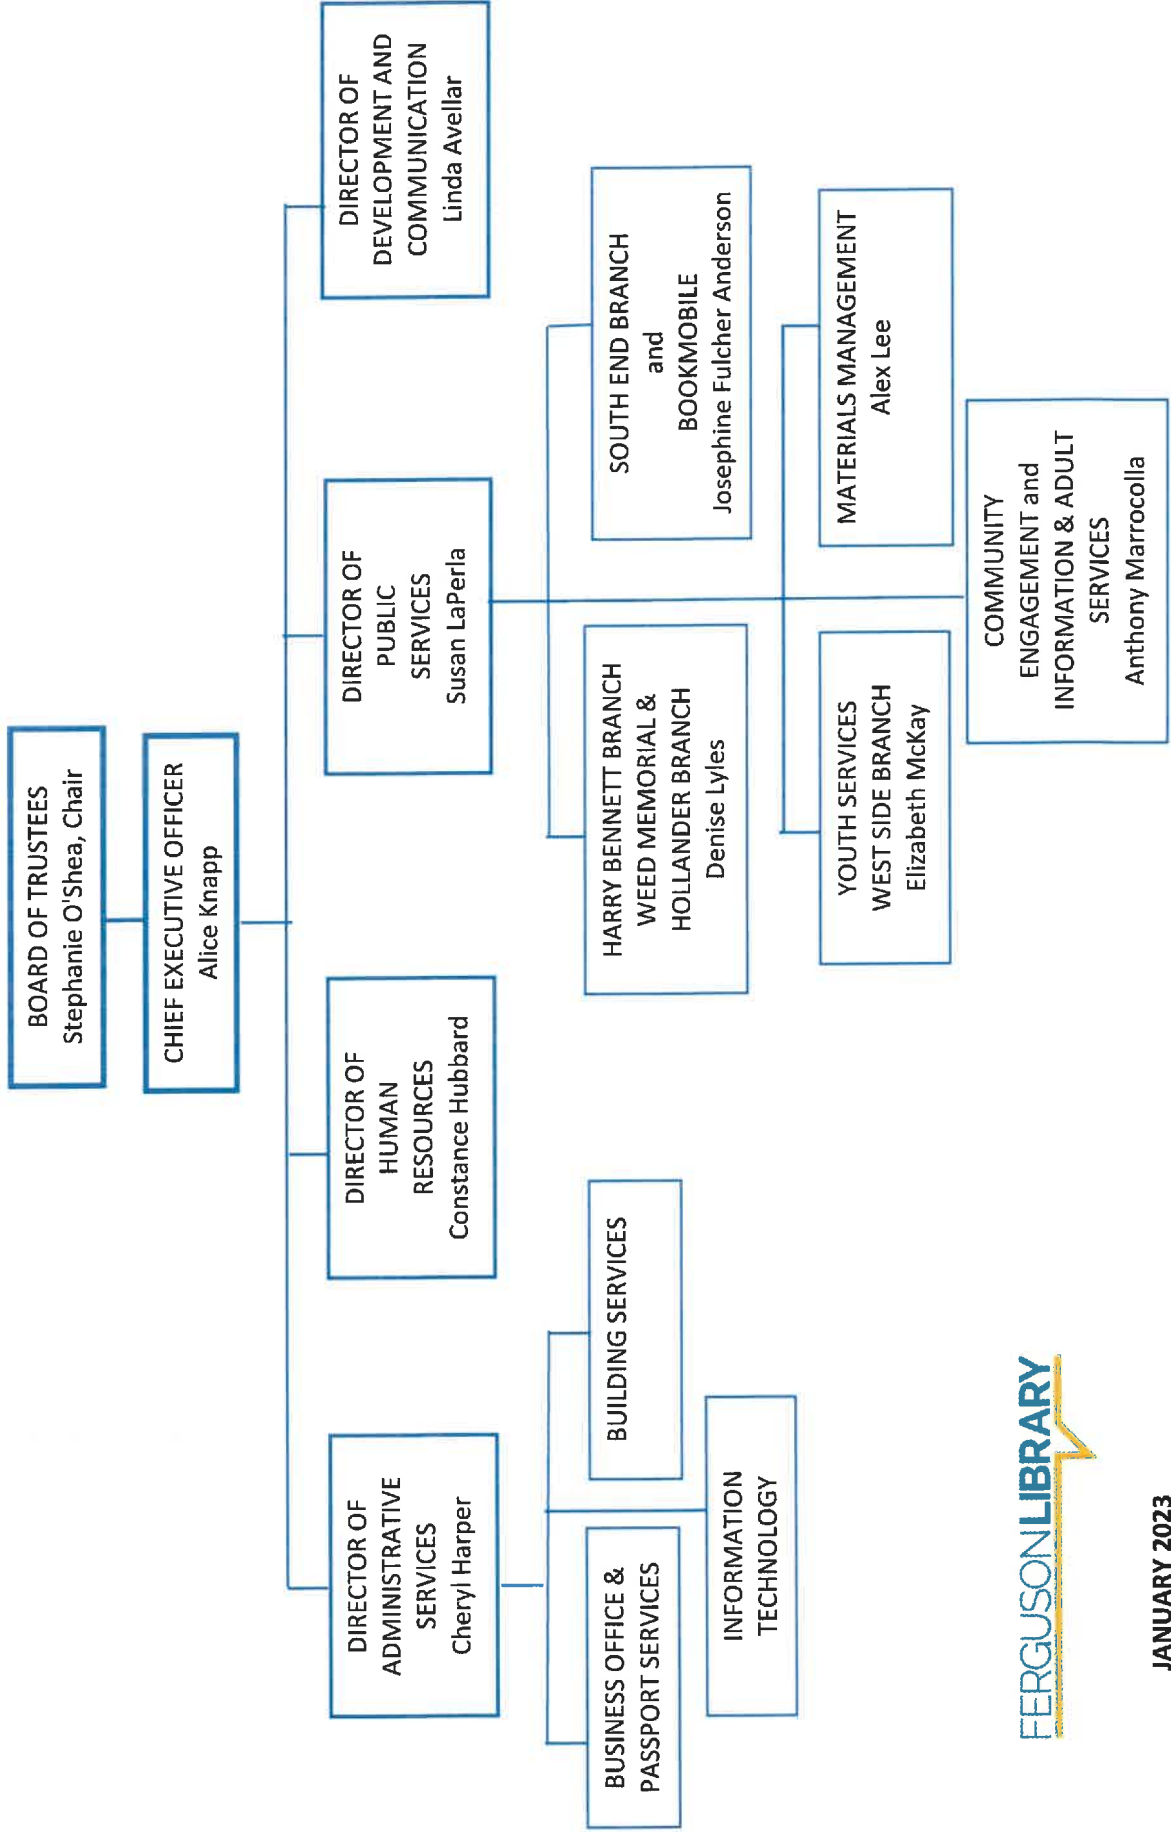 BOARD OF TRUSTEES
Stephanie O'Shea, Chair
CHIEF EXECUTIVE OFFICER
Alice Knapp
DIRECTOR OF
ADMINISTRATIVE
SERVICES
Cheryl Harper
DIRECTOR OF
HUMAN
RESOURCES
Constance Hubbard
DIRECTOR OF
PUBLIC
SERVICES
Susan LaPerla
DIRECTOR OF
DEVELOPMENT AND
COMMUNICATION
Linda Avellar
BUSINESS OFFICE &
PASSPORT SERVICES
BUILDING SERVICES
INFORMATION
TECHNOLOGY
HARRY BENNETT BRANCH
WEED MEMORIAL &
HOLLANDER BRANCH
Denise Lyles
SOUTH END BRANCH
and
BOOKMOBILE
Josephine Fulcher Anderson
YOUTH SERVICES
WEST SIDE BRANCH
Elizabeth McKay
MATERIALS MANAGEMENT
Alex Lee
COMMUNITY
ENGAGEMENT and
INFORMATION & ADULT
SERVICES
Anthony Marrocolla
FERGUSON LIBRARY
JANUARY 2023